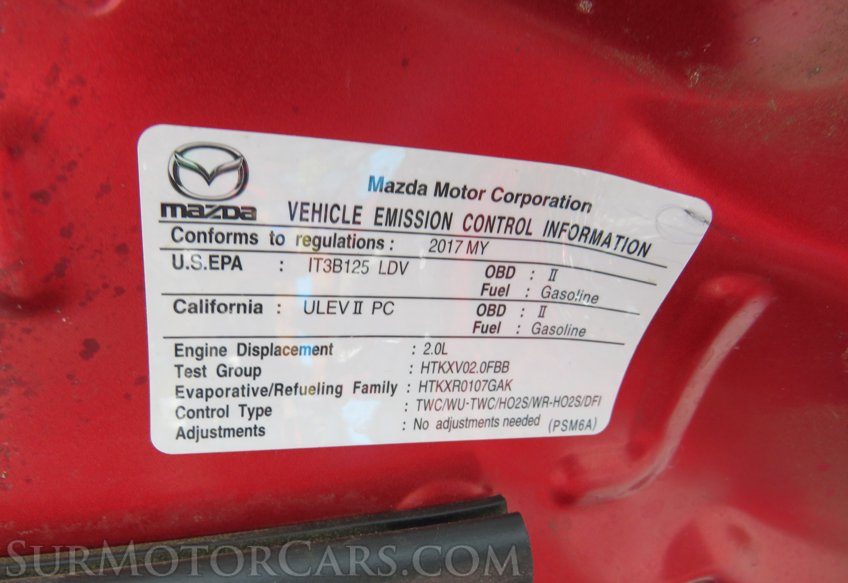 Mazda Motor Corporation
mazda
VEHICLE EMISSION CONTROL INFORMATION
Conforms to regulations : 2017 MY
U.S.EPA : IT3B125 LDV OBD : II
Fuel : Gasoline
California : ULEV II PC OBD : II
Fuel : Gasoline
Engine Displacement : 2.0L
Test Group : HTKXV02.0FBB
Evaporative/Refueling Family : HTKXR0107GAK
Control Type : TWC/WU-TWC/HO2S/WR-HO2S/DFI
Adjustments : No adjustments needed (PSM6A)
SurMotorCars.com